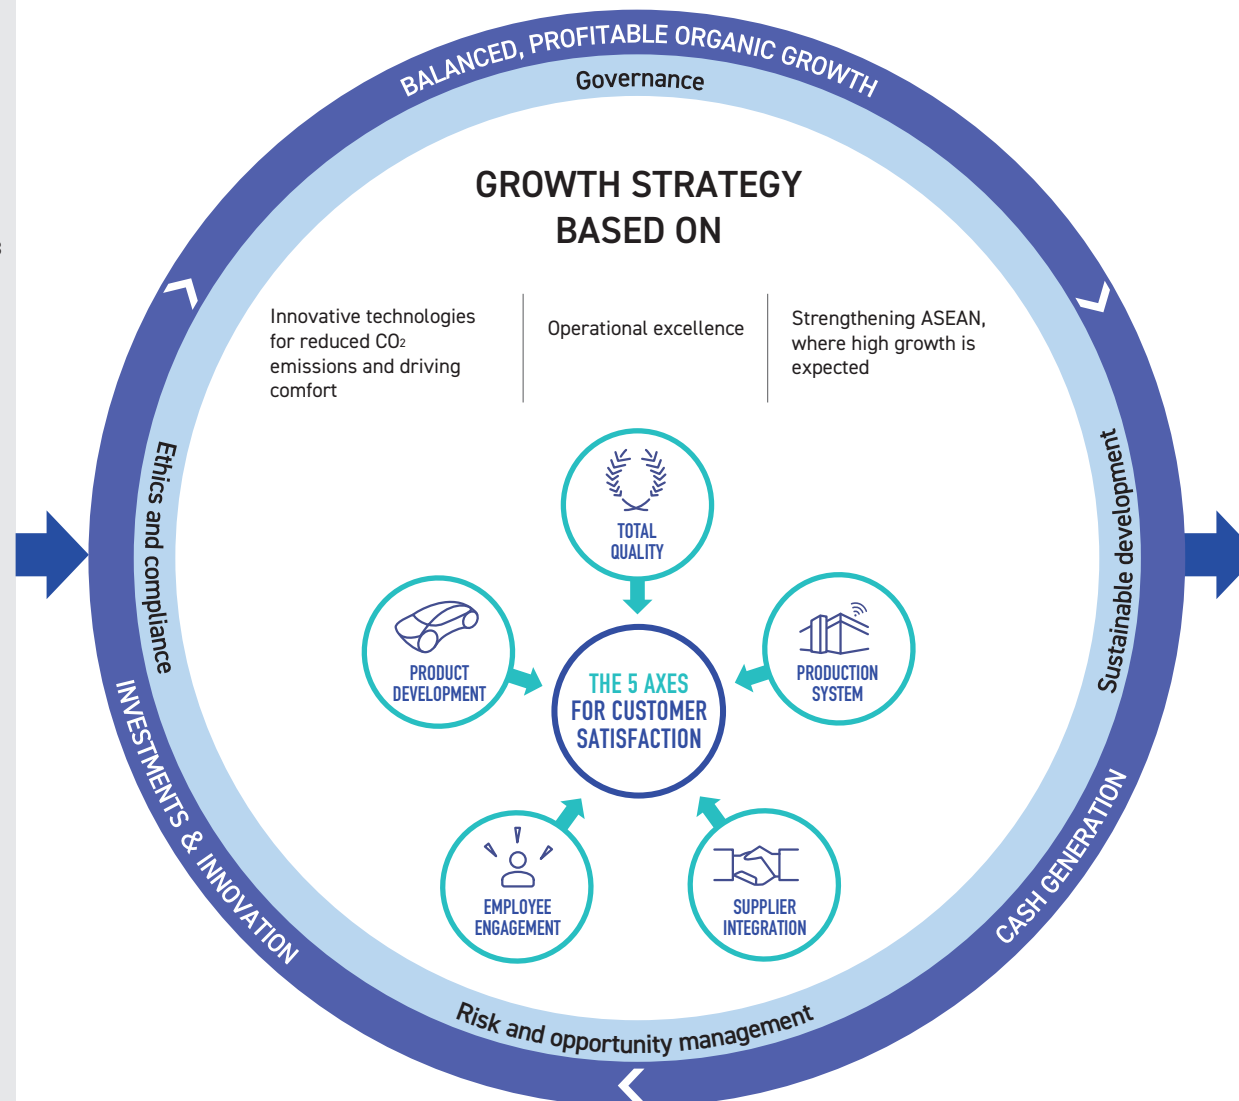 BALANCED, PROFITABLE ORGANIC GROWTH
Governance
GROWTH STRATEGY
BASED ON
Innovative technologies
for reduced CO2
emissions and driving
comfort
Operational excellence
Strengthening ASEAN,
where high growth is
expected
Ethics and compliance
Sustainable development
TOTAL
QUALITY
PRODUCT
DEVELOPMENT
PRODUCTION
SYSTEM
THE 5 AXES
FOR CUSTOMER
SATISFACTION
EMPLOYEE
ENGAGEMENT
SUPPLIER
INTEGRATION
INVESTMENTS & INNOVATION
CASH GENERATION
Risk and opportunity management